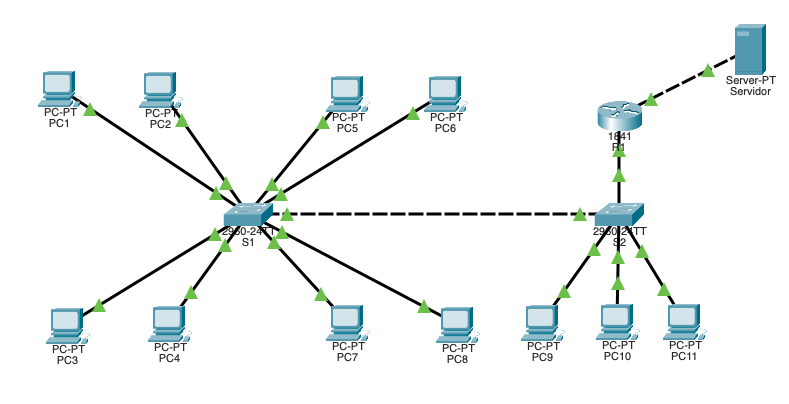 Server-PT
Servidor
PC-PT
PC1
PC-PT
PC2
PC-PT
PC5
PC-PT
PC6
1841
R1
2960-24TT
S1
2960-24TT
S2
PC-PT
PC3
PC-PT
PC4
PC-PT
PC7
PC-PT
PC8
PC-PT
PC9
PC-PT
PC10
PC-PT
PC11